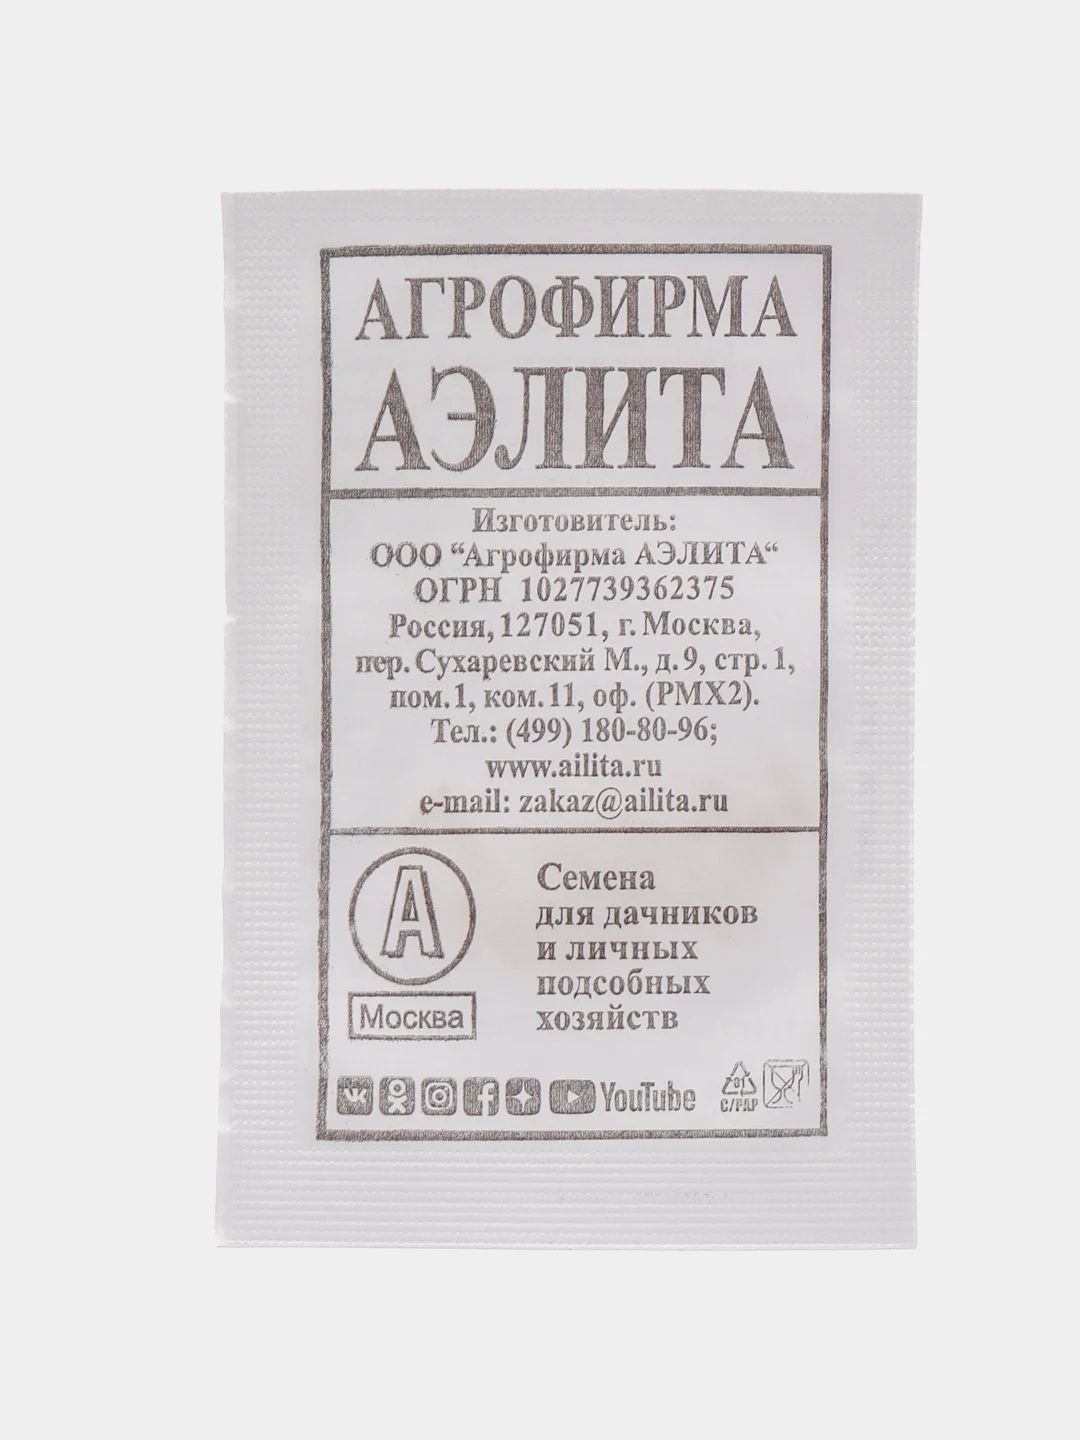 АГРОФИРМА
АЭЛИТА
Изготовитель:
ООО “Агрофирма АЭЛИТА“
ОГРН 1027739362375
Россия, 127051, г. Москва,
пер. Сухаревский М., д. 9, стр. 1,
пом. 1, ком. 11, оф. (РМХ2).
Тел.: (499) 180-80-96;
www.ailita.ru
e-mail: zakaz@ailita.ru
А
Москва
Семена
для дачников
и личных
подсобных
хозяйств
YouTube
81
C/PAP